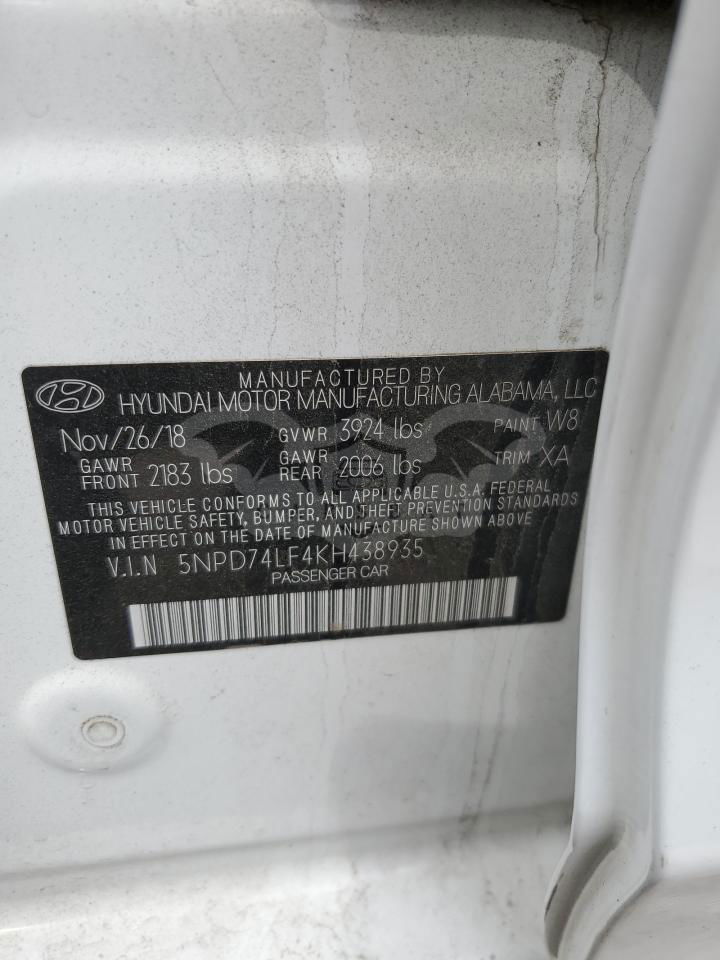 MANUFACTURED BY
HYUNDAI MOTOR MANUFACTURING ALABAMA, LLC
Nov/26/18 GVWR 3924 lbs PAINT W8
GAWR FRONT 2183 lbs GAWR REAR 2006 lbs TRIM XA
THIS VEHICLE CONFORMS TO ALL APPLICABLE U.S.A. FEDERAL
MOTOR VEHICLE SAFETY, BUMPER, AND THEFT PREVENTION STANDARDS
IN EFFECT ON THE DATE OF MANUFACTURE SHOWN ABOVE.
V.I.N 5NPD74LF4KH438935
PASSENGER CAR